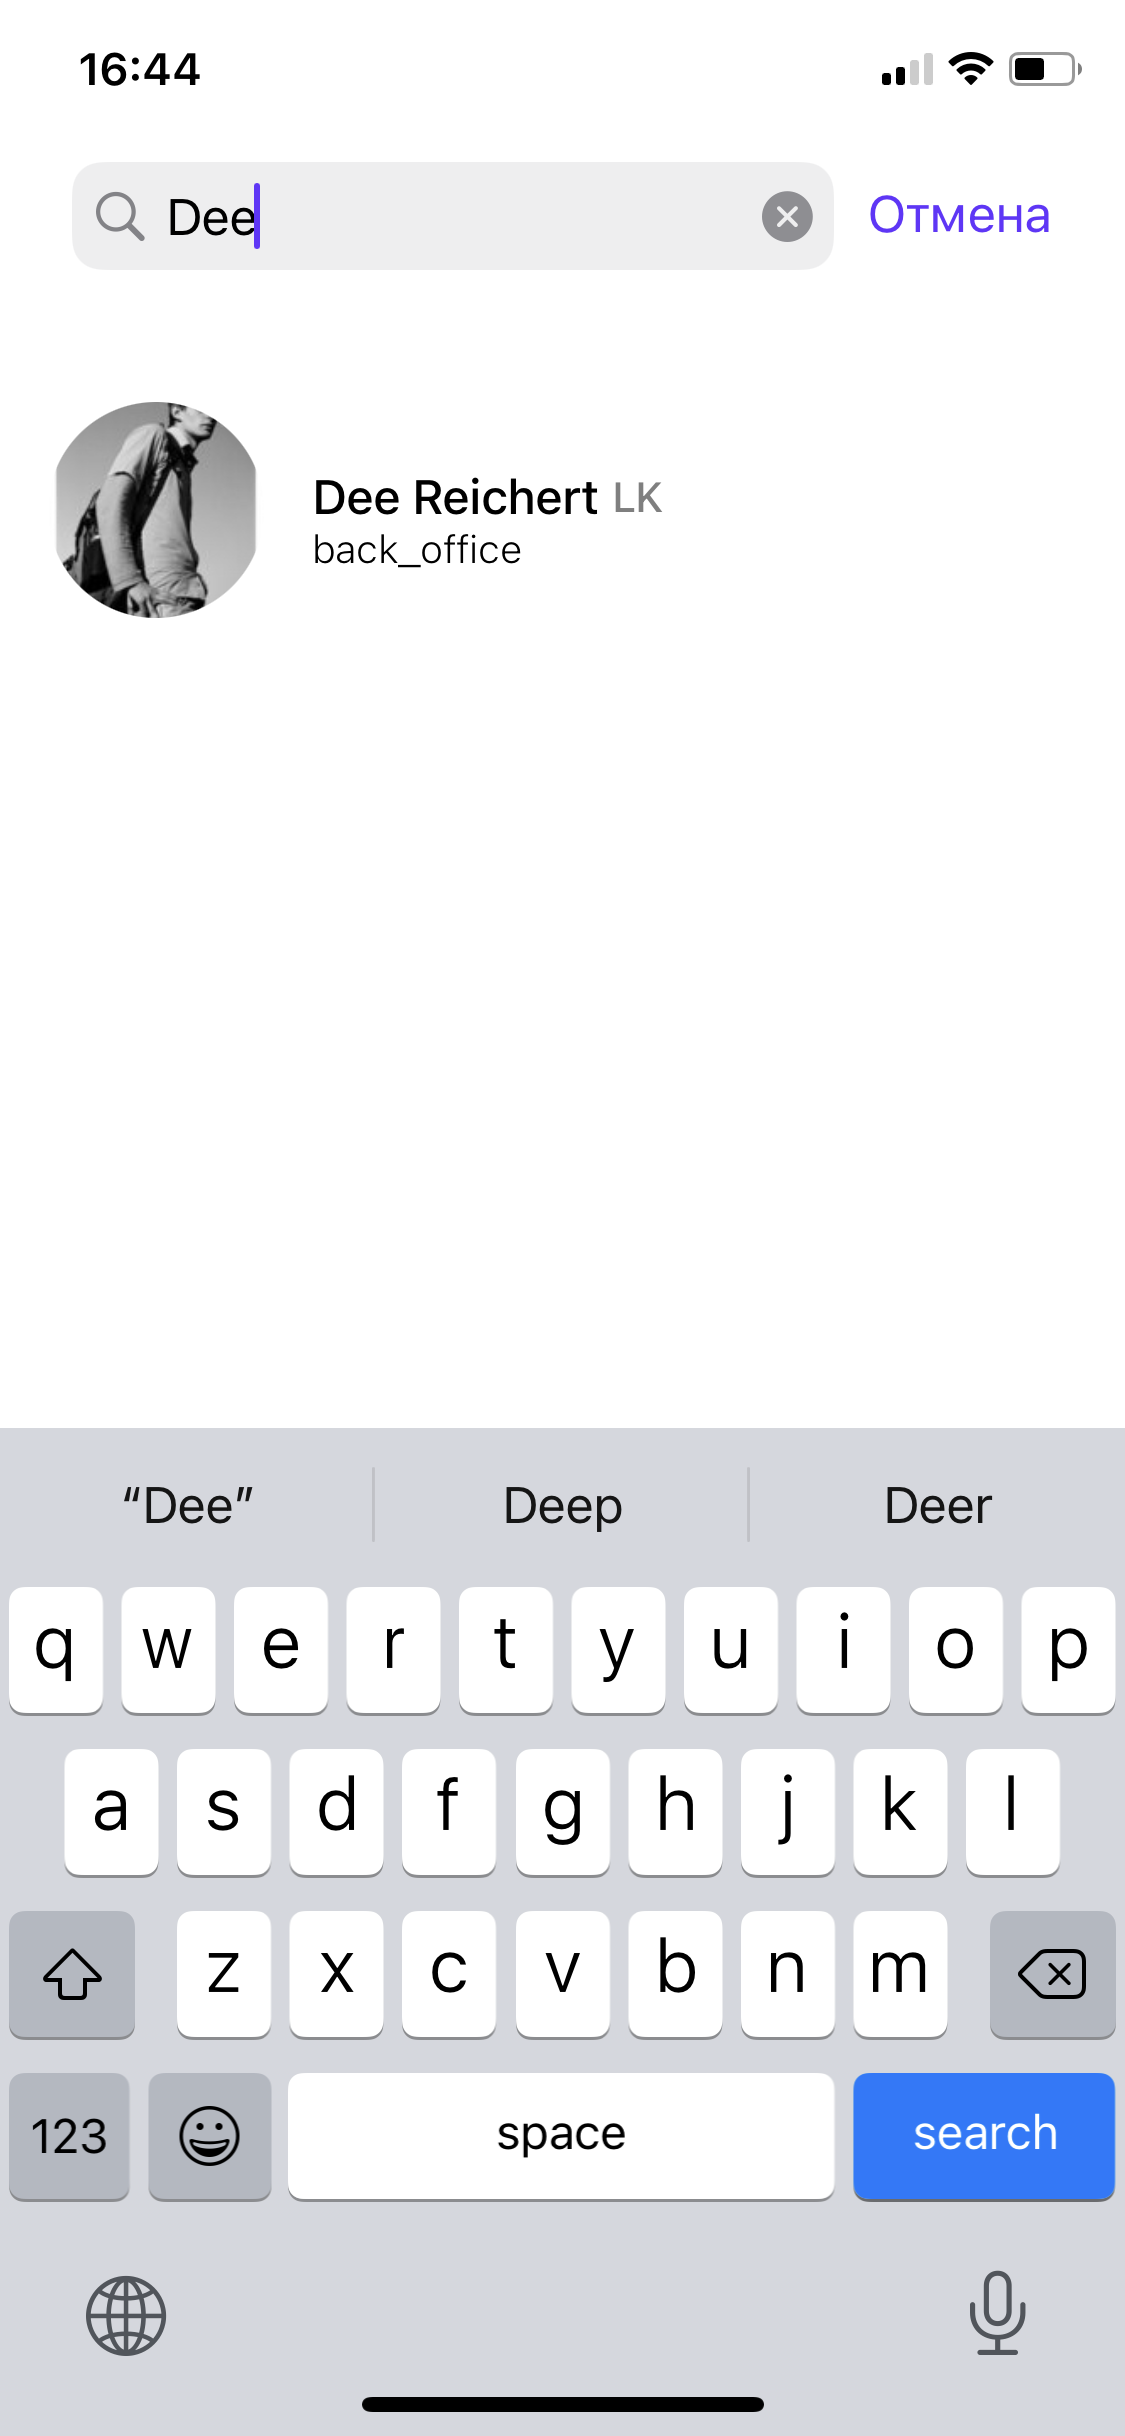 16:44
Dee
Отмена
Dee Reichert LK
back_office
“Dee” Deep Deer
q w e r t y u i o p
a s d f g h j k l
z x c v b n m
123 space search